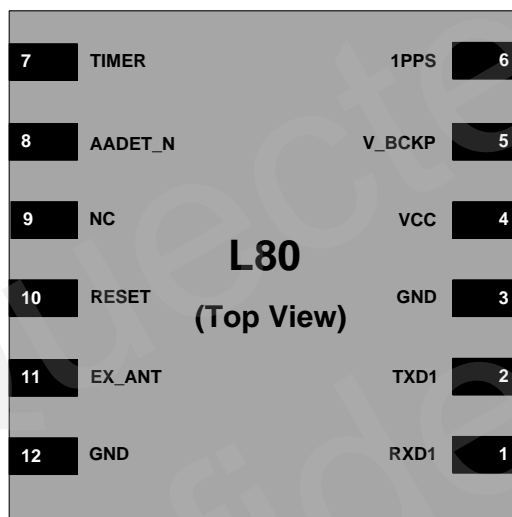 7 TIMER 1PPS 6
8 AADET_N V_BCKP 5
9 NC VCC 4
L80
10 RESET GND 3
(Top View)
11 EX_ANT TXD1 2
12 GND RXD1 1